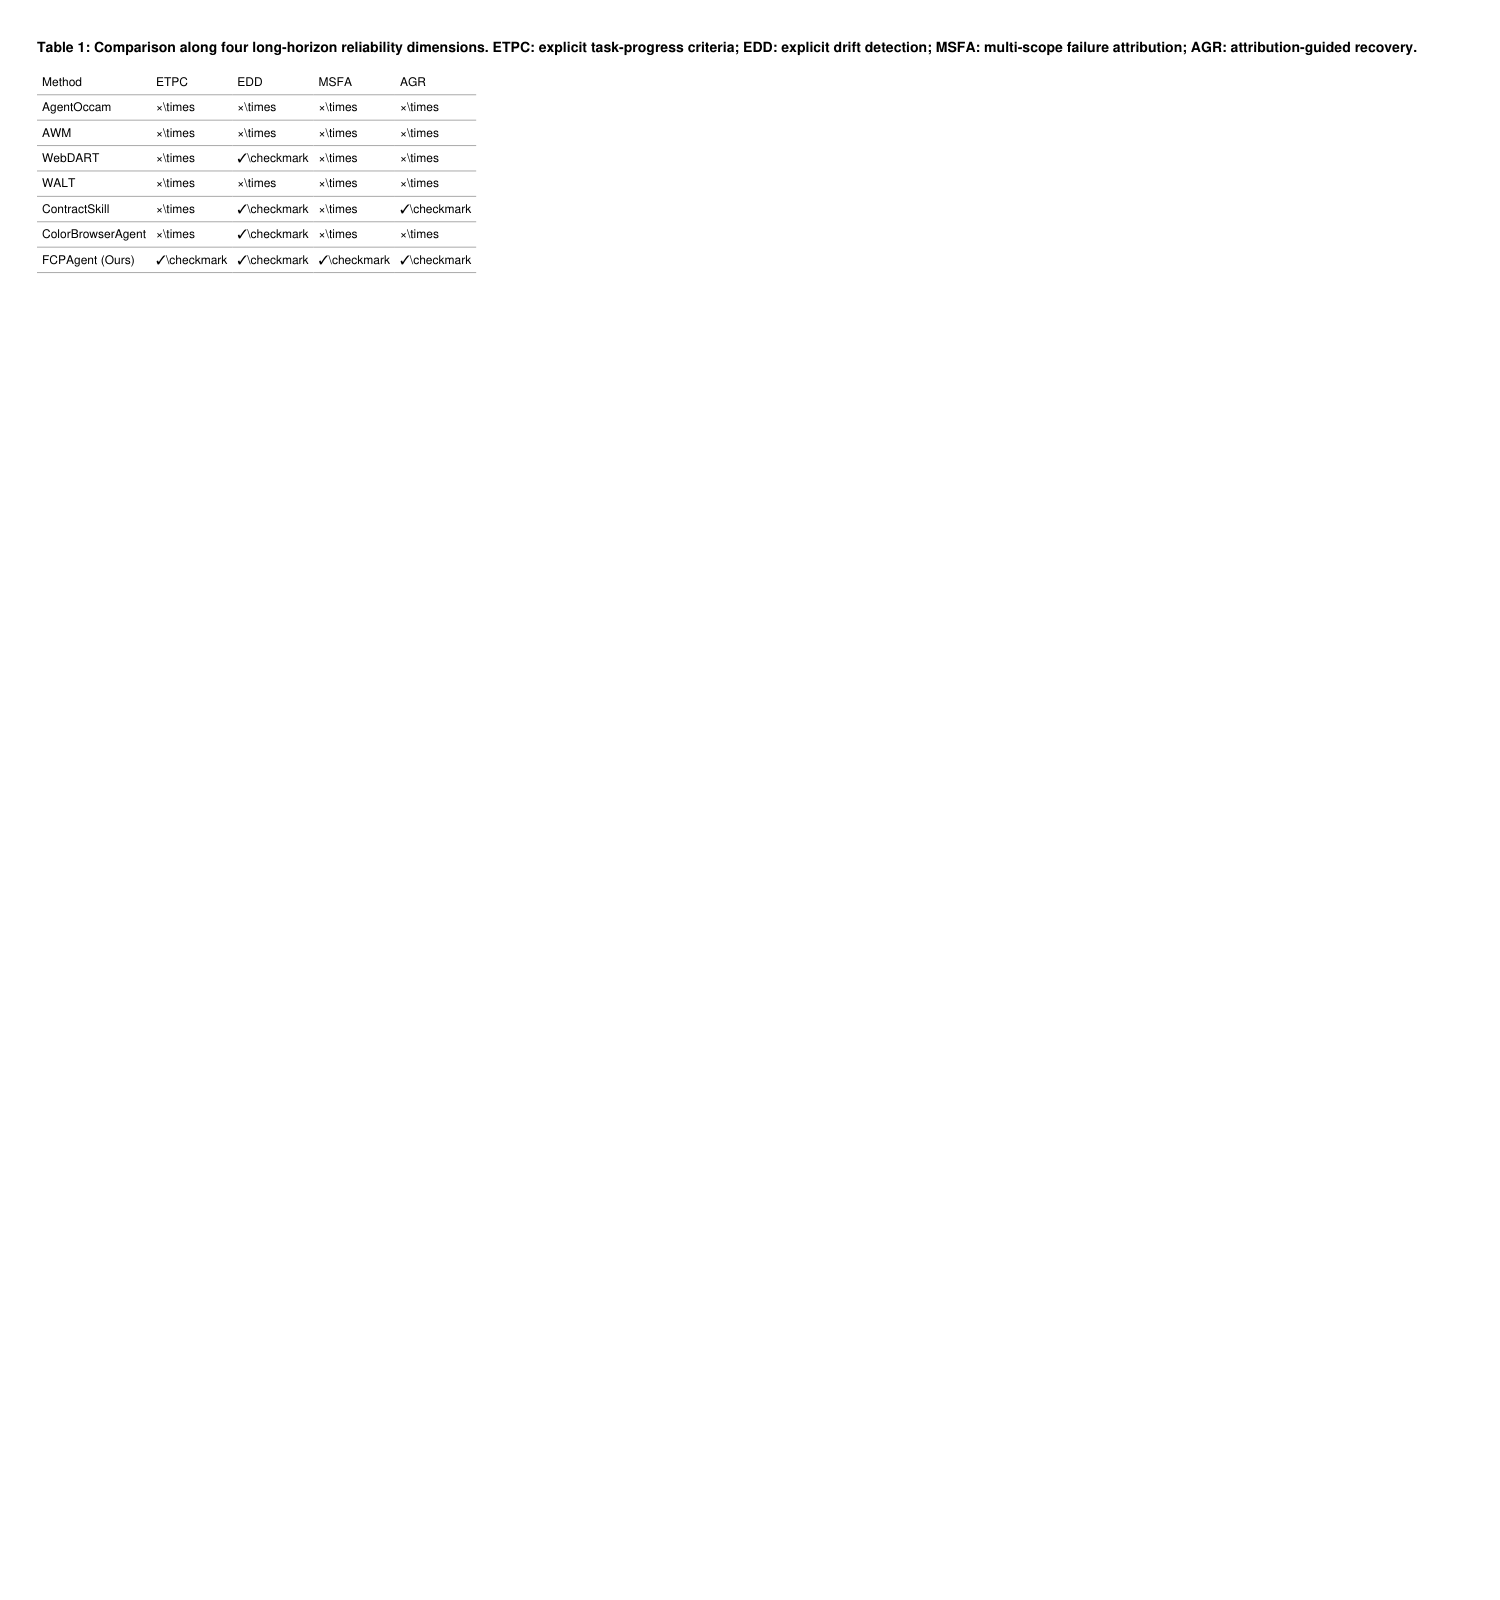 Table 1: Comparison along four long-horizon reliability dimensions. ETPC: explicit task-progress criteria; EDD: explicit drift detection; MSFA: multi-scope failure attribution; AGR: attribution-guided recovery.
Method ETPC EDD MSFA AGR
AgentOccam ×\times ×\times ×\times ×\times
AWM ×\times ×\times ×\times ×\times
WebDART ×\times ✓\checkmark ×\times ×\times
WALT ×\times ×\times ×\times ×\times
ContractSkill ×\times ✓\checkmark ×\times ✓\checkmark
ColorBrowserAgent ×\times ✓\checkmark ×\times ×\times
FCPAgent (Ours) ✓\checkmark ✓\checkmark ✓\checkmark ✓\checkmark